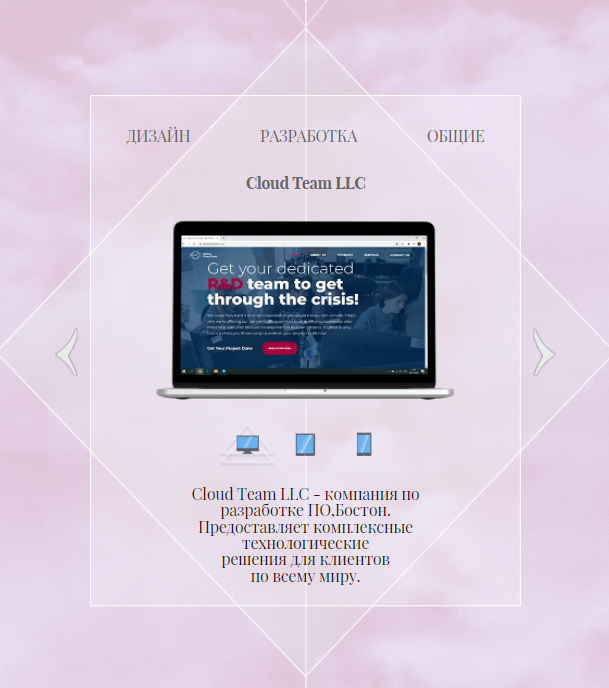 ДИЗАЙН РАЗРАБОТКА ОБЩИЕ
Cloud Team LLC
Get your dedicated
R&D team to get
through the crisis!
Get Your Project Done
Cloud Team LLC - компания по
разработке ПО,Бостон.
Предоставляет комплексные
технологические
решения для клиентов
по всему миру.